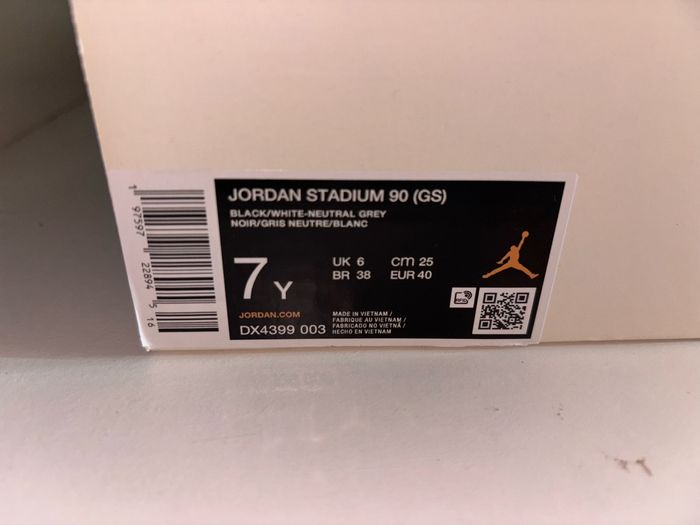 JORDAN STADIUM 90 (GS)
BLACK/WHITE-NEUTRAL GREY
NOIR/GRIS NEUTRE/BLANC
7 Y
UK 6 cm 25
BR 38 EUR 40
JORDAN.COM
DX4399 003
MADE IN VIETNAM /
FABRIQUE AU VIETNAM /
FABRICADO NO VIETNÃ /
HECHO EN VIETNAM
1 97597 22894 5 16